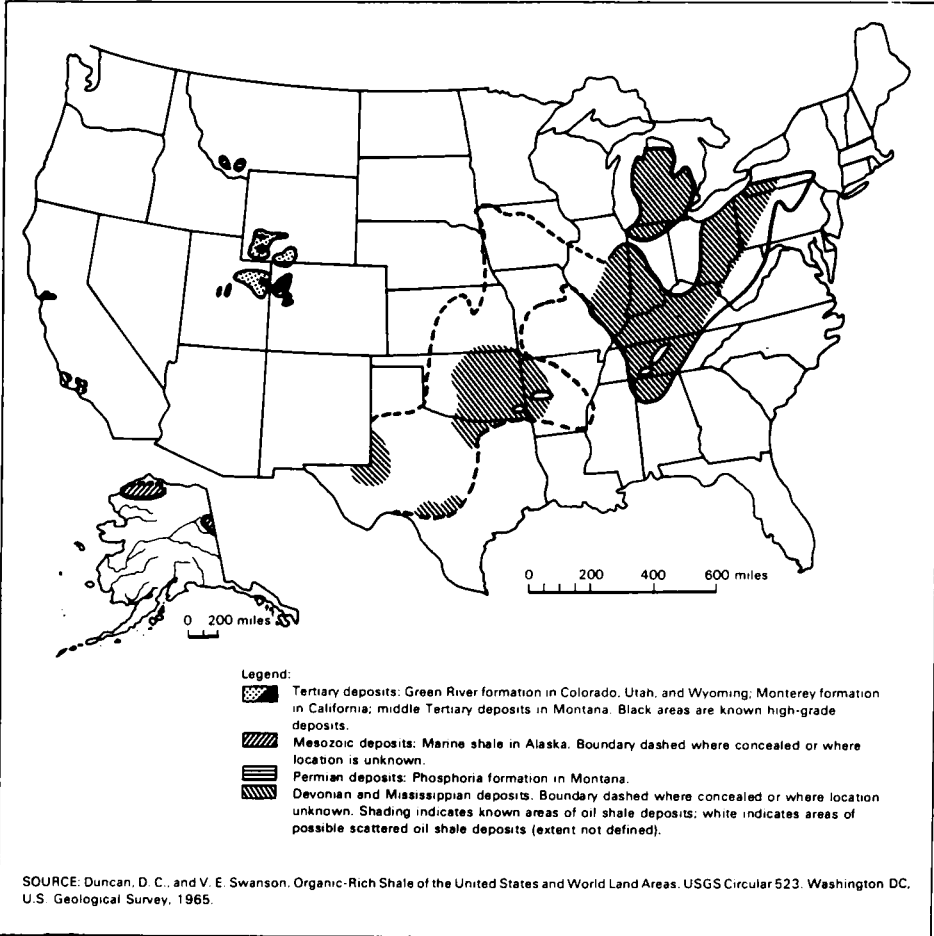 0 200 400 600 miles
0 200 miles
Legend:
Tertiary deposits: Green River formation in Colorado, Utah, and Wyoming; Monterey formation
in California; middle Tertiary deposits in Montana. Black areas are known high-grade
deposits.
Mesozoic deposits: Marine shale in Alaska. Boundary dashed where concealed or where
location is unknown.
Permian deposits: Phosphoria formation in Montana.
Devonian and Mississippian deposits. Boundary dashed where concealed or where location
unknown. Shading indicates known areas of oil shale deposits; white indicates areas of
possible scattered oil shale deposits (extent not defined).
SOURCE: Duncan, D. C., and V. E. Swanson. Organic-Rich Shale of the United States and World Land Areas. USGS Circular 523. Washington DC,
U.S. Geological Survey, 1965.